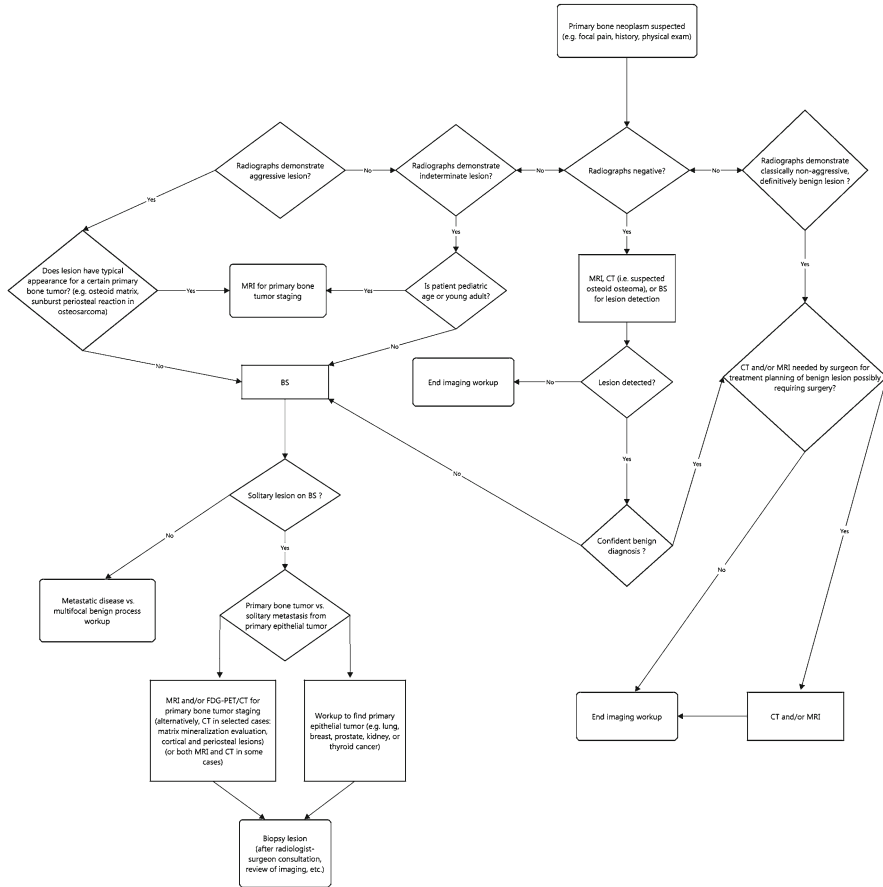 Primary bone neoplasm suspected
(e.g. focal pain, history, physical exam)
Radiographs demonstrate
aggressive lesion?
No
Radiographs demonstrate
indeterminate lesion?
No
Radiographs negative?
No
Radiographs demonstrate
classically non-aggressive,
definitively benign lesion ?
Yes
Yes
Yes
Yes
Does lesion have typical
appearance for a certain primary
bone tumor? (e.g. osteoid matrix,
sunburst periosteal reaction in
osteosarcoma)
Yes
MRI for primary bone
tumor staging
Yes
Is patient pediatric
age or young adult?
MRI, CT (i.e. suspected
osteoid osteoma), or BS
for lesion detection
No
No
BS
End imaging workup
No
Lesion detected?
CT and/or MRI needed by surgeon for
treatment planning of benign lesion possibly
requiring surgery?
Yes
Yes
No
Solitary lesion on BS ?
No
Yes
Confident benign
diagnosis ?
Yes
No
Metastatic disease vs.
multifocal benign process
workup
Primary bone tumor vs.
solitary metastasis from
primary epithelial tumor
MRI and/or FDG-PET/CT for
primary bone tumor staging
(alternatively, CT in selected cases:
matrix mineralization evaluation,
cortical and periosteal lesions)
(or both MRI and CT in some
cases)
Workup to find primary
epithelial tumor (e.g. lung,
breast, prostate, kidney, or
thyroid cancer)
End imaging workup
CT and/or MRI
Biopsy lesion
(after radiologist-
surgeon consultation,
review of imaging, etc.)